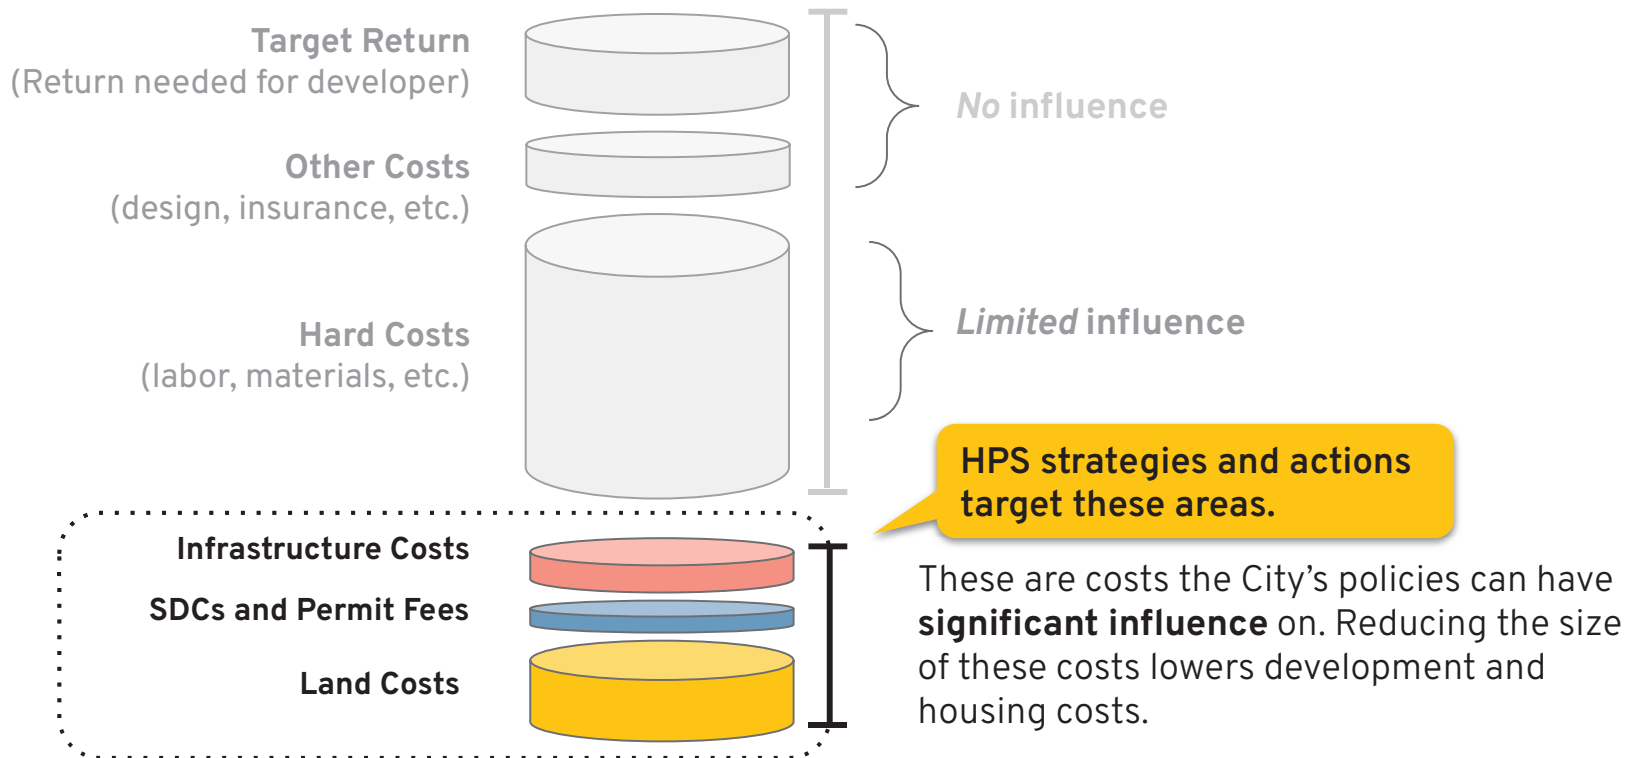 Target Return
(Return needed for developer)
No influence
Other Costs
(design, insurance, etc.)
Hard Costs
(labor, materials, etc.)
Limited influence
HPS strategies and actions
target these areas.
Infrastructure Costs
SDCs and Permit Fees
Land Costs
These are costs the City’s policies can have
significant influence on. Reducing the size
of these costs lowers development and
housing costs.